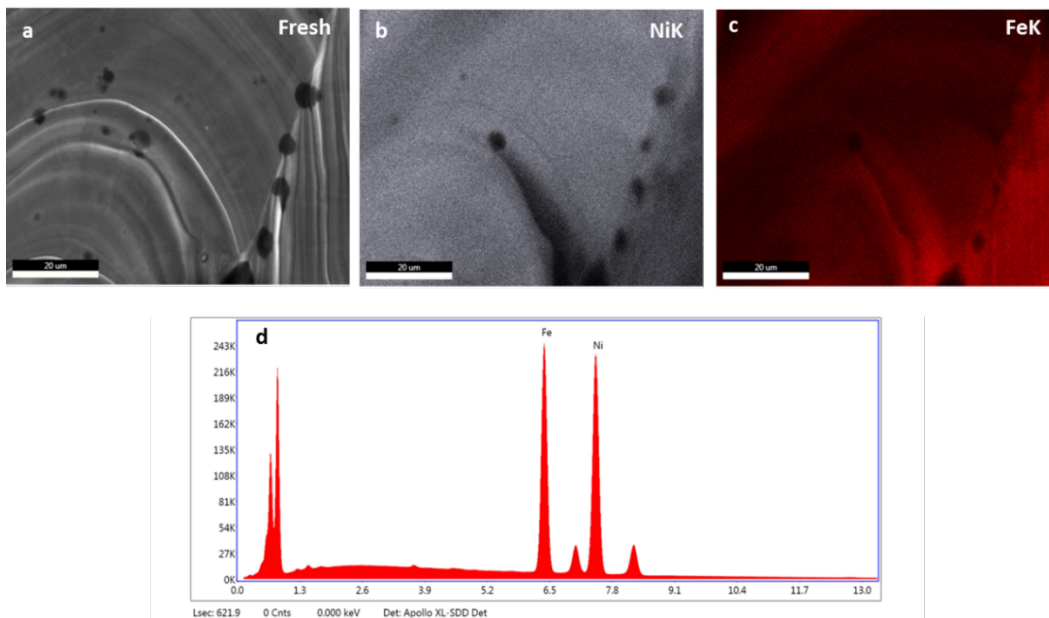 a Fresh
b NiK
c FeK
20 um
20 um
20 um
d
Fe
Ni
243K
216K
189K
162K
135K
108K
81K
54K
27K
0K
0.0 1.3 2.6 3.9 5.2 6.5 7.8 9.1 10.4 11.7 13.0
Lsec: 621.9 0 Cnts 0.000 keV Det: Apollo XL-SDD Det